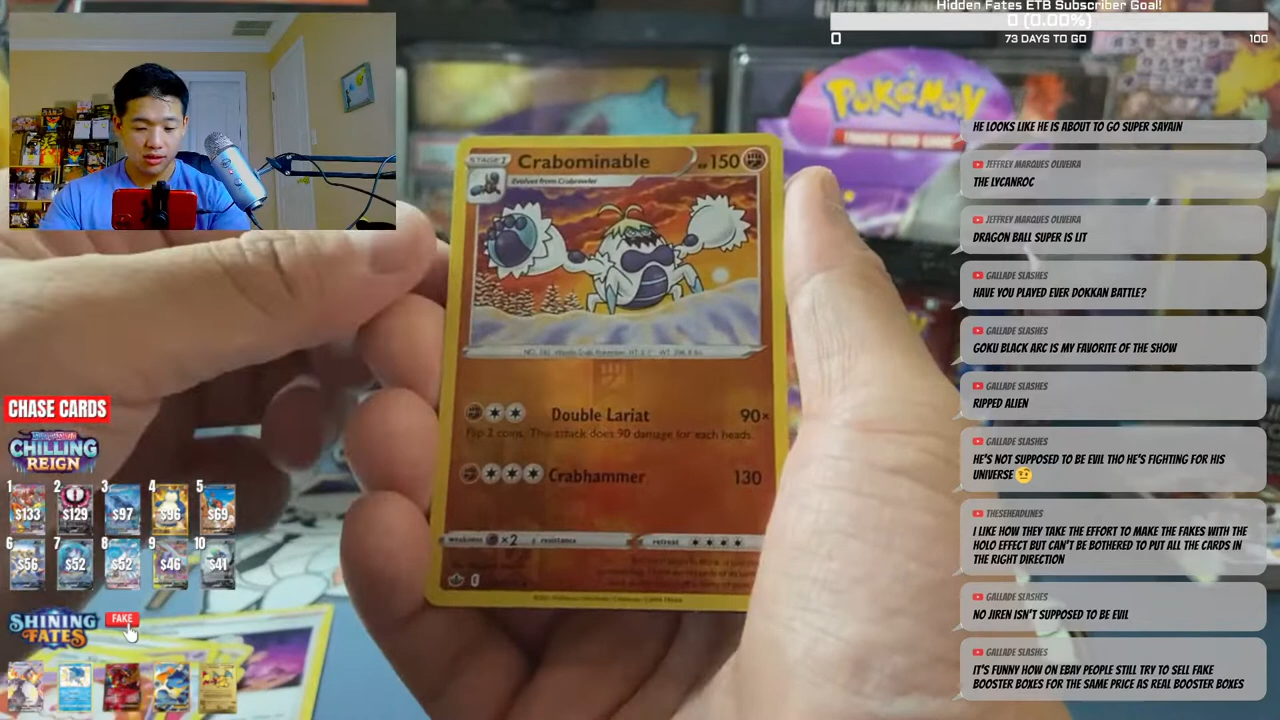 Hidden Fates ETB Subscriber Goal!
0 (0.00%)
0
73 DAYS TO GO
100
POKéMON
TRADING CARD GAME
STAGE 1
Crabominable
HP 150
Evolves from Crabrawler
Double Lariat 90×
Flip 2 coins. This attack does 90 damage for each heads.
Crabhammer 130
weakness ×2 resistance retreat
CHASE CARDS
CHILLING
REIGN
1 $133
2 $129
3 $97
4 $96
5 $69
6 $56
7 $52
8 $52
9 $46
10 $41
SHINING
FATES
FAKE
HE LOOKS LIKE HE IS ABOUT TO GO SUPER SAYAIN
JEFFREY MARQUES OLIVEIRA
THE LYCANROC
JEFFREY MARQUES OLIVEIRA
DRAGON BALL SUPER IS LIT
GALLADE SLASHES
HAVE YOU PLAYED EVER DOKKAN BATTLE?
GALLADE SLASHES
GOKU BLACK ARC IS MY FAVORITE OF THE SHOW
GALLADE SLASHES
RIPPED ALIEN
GALLADE SLASHES
HE'S NOT SUPPOSED TO BE EVIL THO HE'S FIGHTING FOR HIS
UNIVERSE 🤨
THESEHEADLINES
I LIKE HOW THEY TAKE THE EFFORT TO MAKE THE FAKES WITH THE
HOLO EFFECT BUT CAN'T BE BOTHERED TO PUT ALL THE CARDS IN
THE RIGHT DIRECTION
GALLADE SLASHES
NO JIREN ISN'T SUPPOSED TO BE EVIL
GALLADE SLASHES
IT'S FUNNY HOW ON EBAY PEOPLE STILL TRY TO SELL FAKE
BOOSTER BOXES FOR THE SAME PRICE AS REAL BOOSTER BOXES